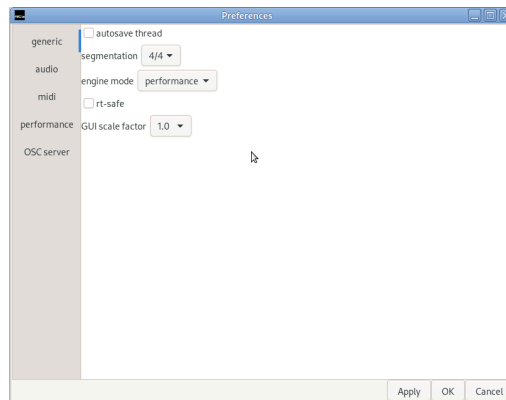 Preferences
generic
audio
midi
performance
OSC server
autosave thread
segmentation 4/4
engine mode performance
rt-safe
GUI scale factor 1.0
Apply OK Cancel